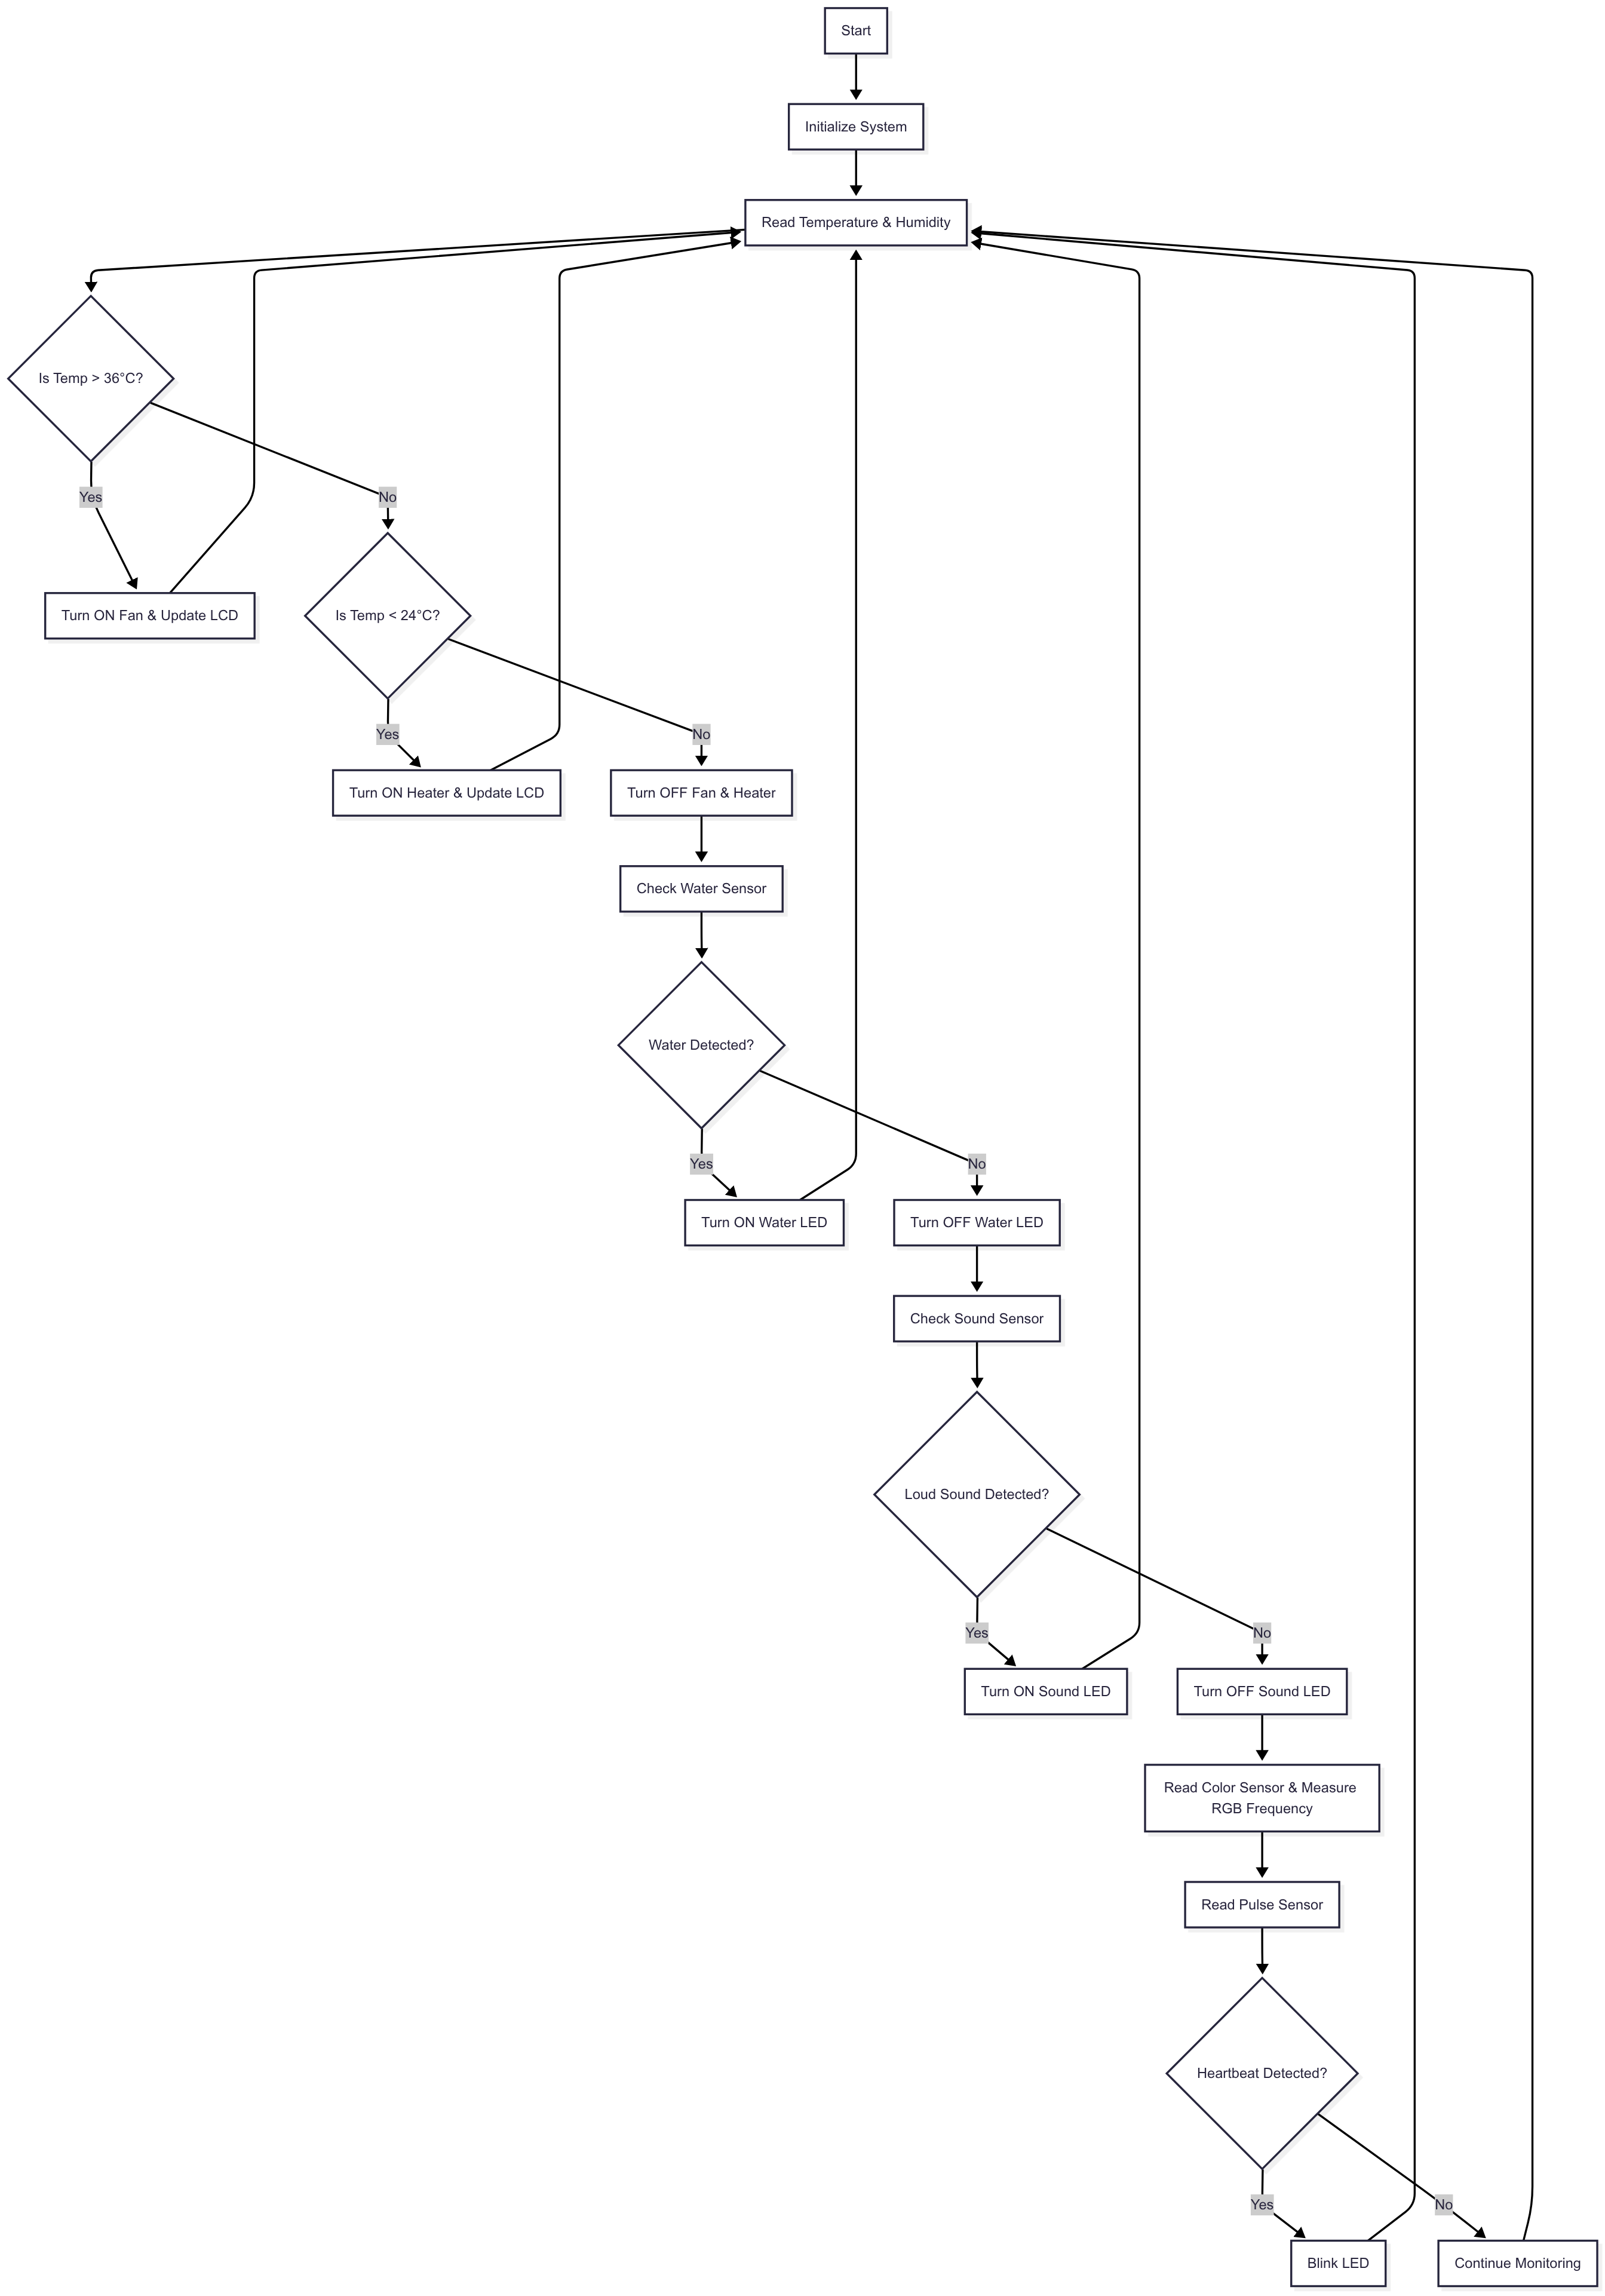 Start
Initialize System
Read Temperature & Humidity
Is Temp > 36°C?
Yes
No
Turn ON Fan & Update LCD
Is Temp < 24°C?
Yes
No
Turn ON Heater & Update LCD
Turn OFF Fan & Heater
Check Water Sensor
Water Detected?
Yes
No
Turn ON Water LED
Turn OFF Water LED
Check Sound Sensor
Loud Sound Detected?
Yes
No
Turn ON Sound LED
Turn OFF Sound LED
Read Color Sensor & Measure
RGB Frequency
Read Pulse Sensor
Heartbeat Detected?
Yes
No
Blink LED
Continue Monitoring